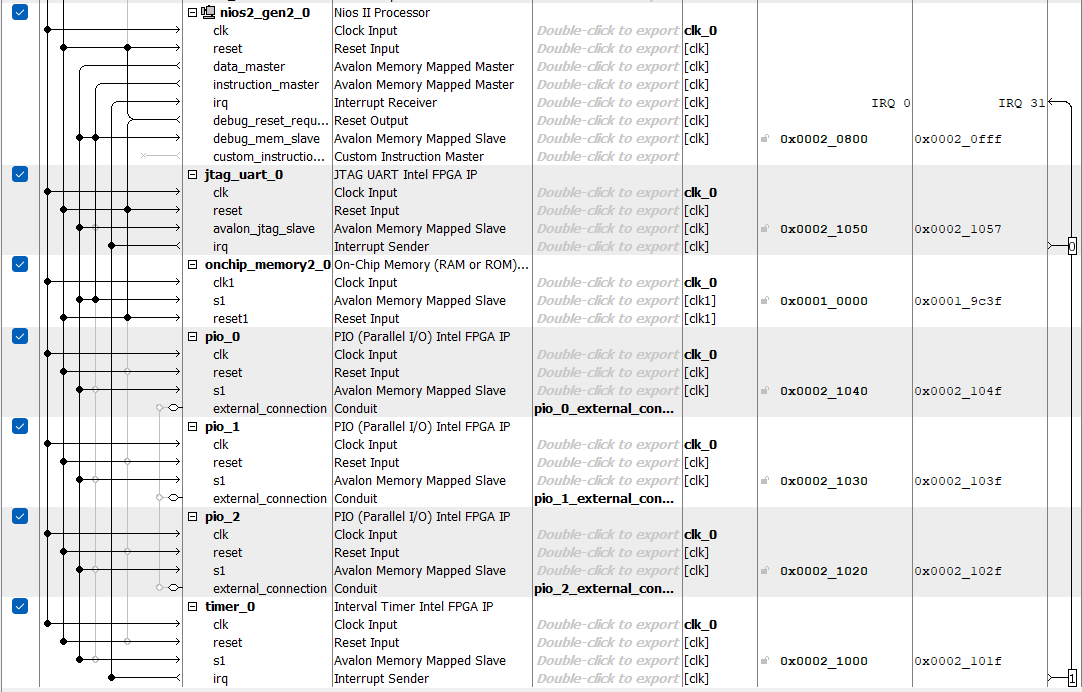 nios2_gen2_0 Nios II Processor
clk Clock Input Double-click to export clk_0
reset Reset Input Double-click to export [clk]
data_master Avalon Memory Mapped Master Double-click to export [clk]
instruction_master Avalon Memory Mapped Master Double-click to export [clk]
irq Interrupt Receiver Double-click to export [clk] IRQ 0 IRQ 31
debug_reset_requ... Reset Output Double-click to export [clk]
debug_mem_slave Avalon Memory Mapped Slave Double-click to export [clk] 0x0002_0800 0x0002_0fff
custom_instructio... Custom Instruction Master Double-click to export
jtag_uart_0 JTAG UART Intel FPGA IP
clk Clock Input Double-click to export clk_0
reset Reset Input Double-click to export [clk]
avalon_jtag_slave Avalon Memory Mapped Slave Double-click to export [clk] 0x0002_1050 0x0002_1057
irq Interrupt Sender Double-click to export [clk] 0
onchip_memory2_0 On-Chip Memory (RAM or ROM)...
clk1 Clock Input Double-click to export clk_0
s1 Avalon Memory Mapped Slave Double-click to export [clk1] 0x0001_0000 0x0001_9c3f
reset1 Reset Input Double-click to export [clk1]
pio_0 PIO (Parallel I/O) Intel FPGA IP
clk Clock Input Double-click to export clk_0
reset Reset Input Double-click to export [clk]
s1 Avalon Memory Mapped Slave Double-click to export [clk] 0x0002_1040 0x0002_104f
external_connection Conduit pio_0_external_con...
pio_1 PIO (Parallel I/O) Intel FPGA IP
clk Clock Input Double-click to export clk_0
reset Reset Input Double-click to export [clk]
s1 Avalon Memory Mapped Slave Double-click to export [clk] 0x0002_1030 0x0002_103f
external_connection Conduit pio_1_external_con...
pio_2 PIO (Parallel I/O) Intel FPGA IP
clk Clock Input Double-click to export clk_0
reset Reset Input Double-click to export [clk]
s1 Avalon Memory Mapped Slave Double-click to export [clk] 0x0002_1020 0x0002_102f
external_connection Conduit pio_2_external_con...
timer_0 Interval Timer Intel FPGA IP
clk Clock Input Double-click to export clk_0
reset Reset Input Double-click to export [clk]
s1 Avalon Memory Mapped Slave Double-click to export [clk] 0x0002_1000 0x0002_101f
irq Interrupt Sender Double-click to export [clk] 1